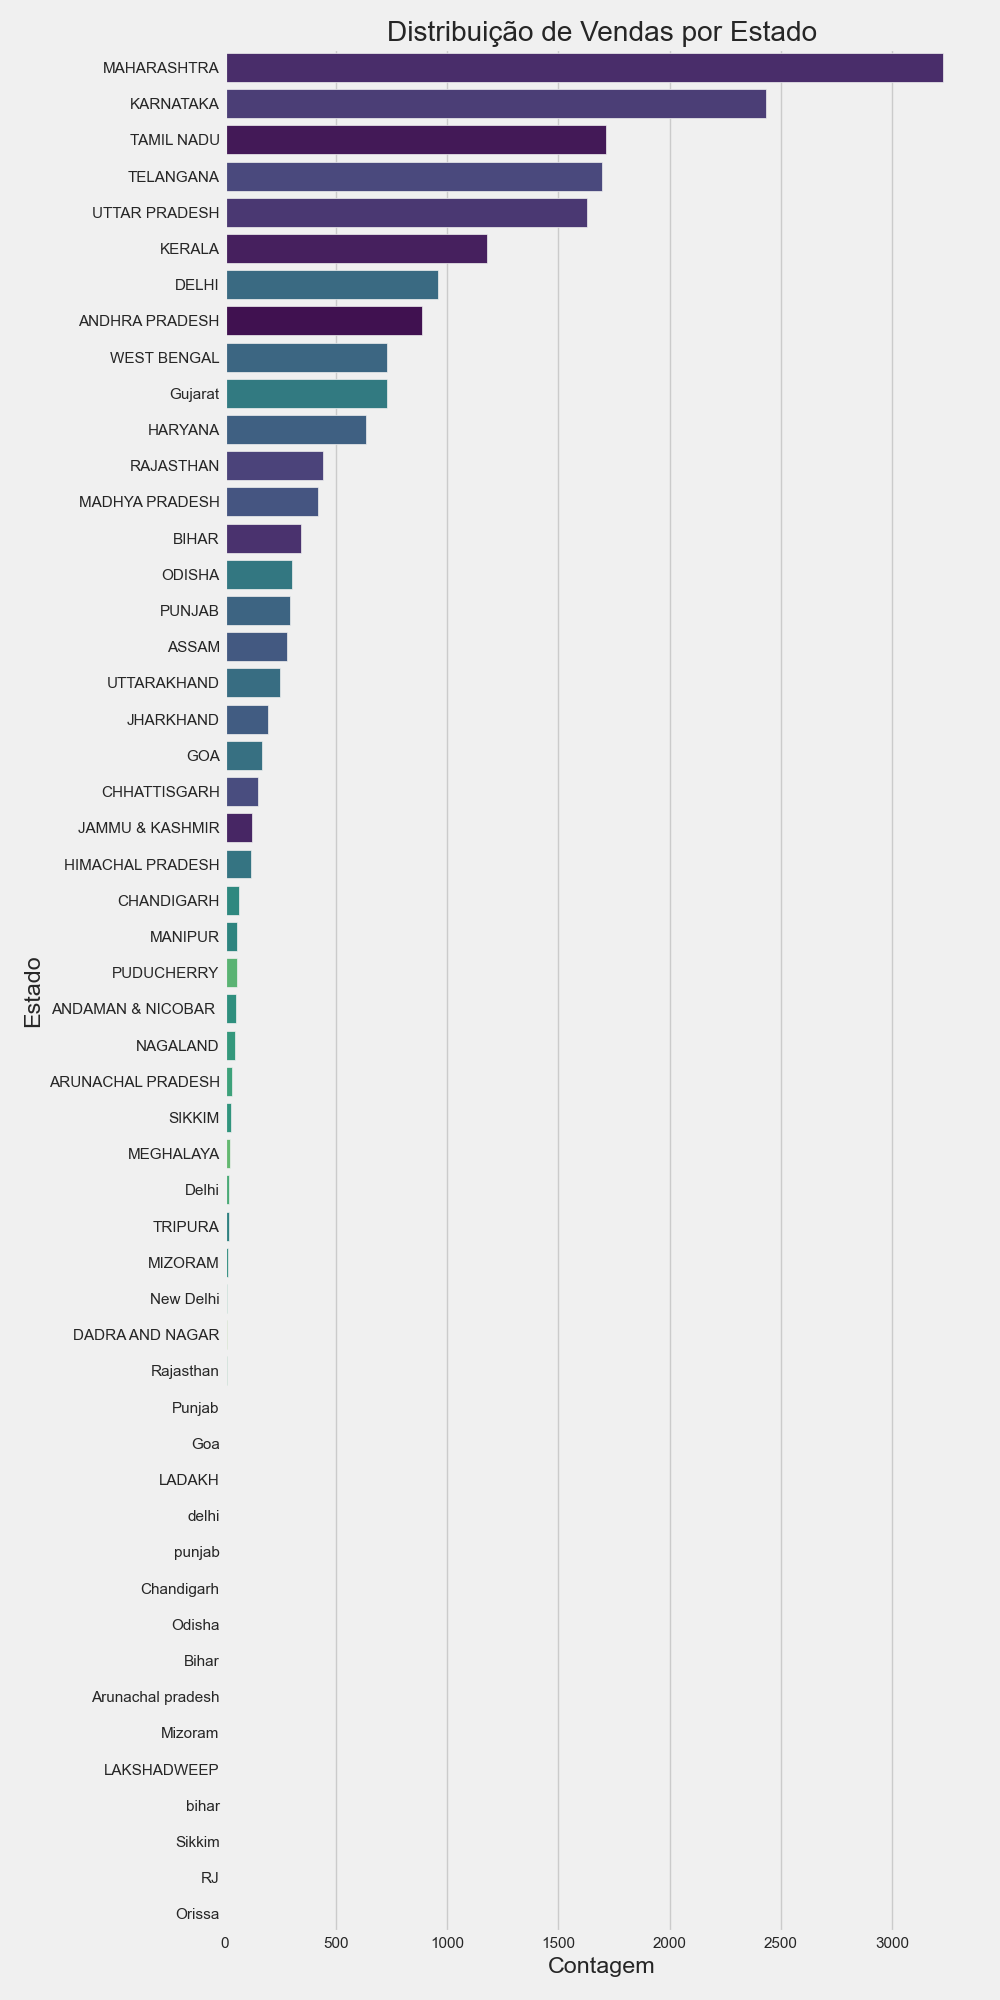 Distribuição de Vendas por Estado
MAHARASHTRA
KARNATAKA
TAMIL NADU
TELANGANA
UTTAR PRADESH
KERALA
DELHI
ANDHRA PRADESH
WEST BENGAL
Gujarat
HARYANA
RAJASTHAN
MADHYA PRADESH
BIHAR
ODISHA
PUNJAB
ASSAM
UTTARAKHAND
JHARKHAND
GOA
CHHATTISGARH
JAMMU & KASHMIR
HIMACHAL PRADESH
CHANDIGARH
MANIPUR
PUDUCHERRY
ANDAMAN & NICOBAR
NAGALAND
ARUNACHAL PRADESH
SIKKIM
MEGHALAYA
Delhi
TRIPURA
MIZORAM
New Delhi
DADRA AND NAGAR
Rajasthan
Punjab
Goa
LADAKH
delhi
punjab
Chandigarh
Odisha
Bihar
Arunachal pradesh
Mizoram
LAKSHADWEEP
bihar
Sikkim
RJ
Orissa
Estado
0 500 1000 1500 2000 2500 3000
Contagem